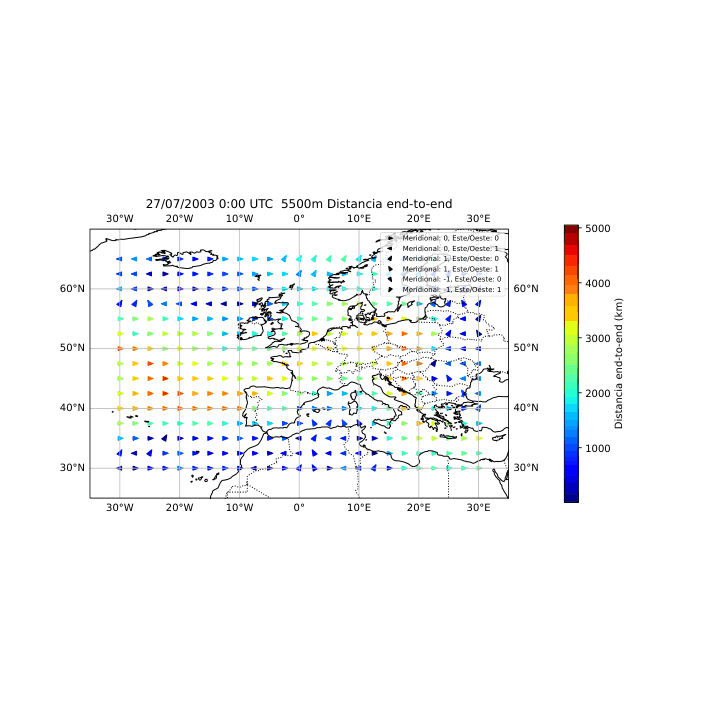 27/07/2003 0:00 UTC  5500m Distancia end-to-end
30°W 20°W 10°W 0° 10°E 20°E 30°E
Meridional: 0, Este/Oeste: 0
Meridional: 0, Este/Oeste: 0
Meridional: 1, Este/Oeste: 0
Meridional: 1, Este/Oeste: 1
Meridional: -1, Este/Oeste: 0
Meridional: -1, Este/Oeste: 1
60°N 60°N
50°N 50°N
40°N 40°N
30°N 30°N
30°W 20°W 10°W 0° 10°E 20°E 30°E
5000
4000
3000
2000
1000
Distancia end-to-end (km)